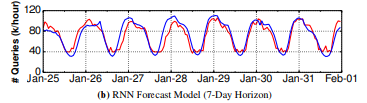 # Queries (k/hour)
120
80
40
0
Jan-25 Jan-26 Jan-27 Jan-28 Jan-29 Jan-30 Jan-31 Feb-01
(b) RNN Forecast Model (7-Day Horizon)